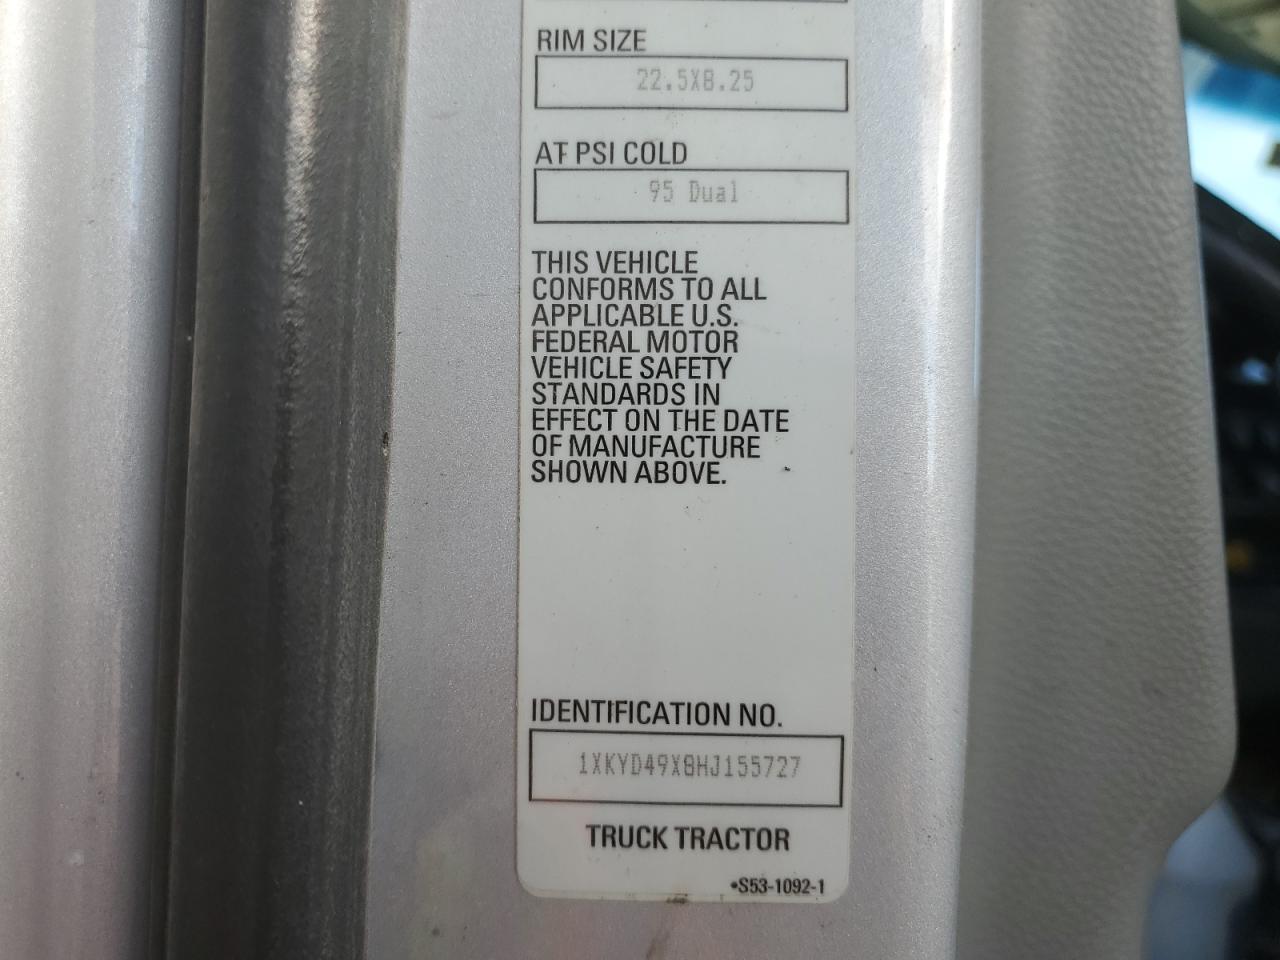 RIM SIZE
22.5X8.25
AT PSI COLD
95 Dual
THIS VEHICLE
CONFORMS TO ALL
APPLICABLE U.S.
FEDERAL MOTOR
VEHICLE SAFETY
STANDARDS IN
EFFECT ON THE DATE
OF MANUFACTURE
SHOWN ABOVE.
IDENTIFICATION NO.
1XKYD49X8HJ155727
TRUCK TRACTOR
•S53-1092-1